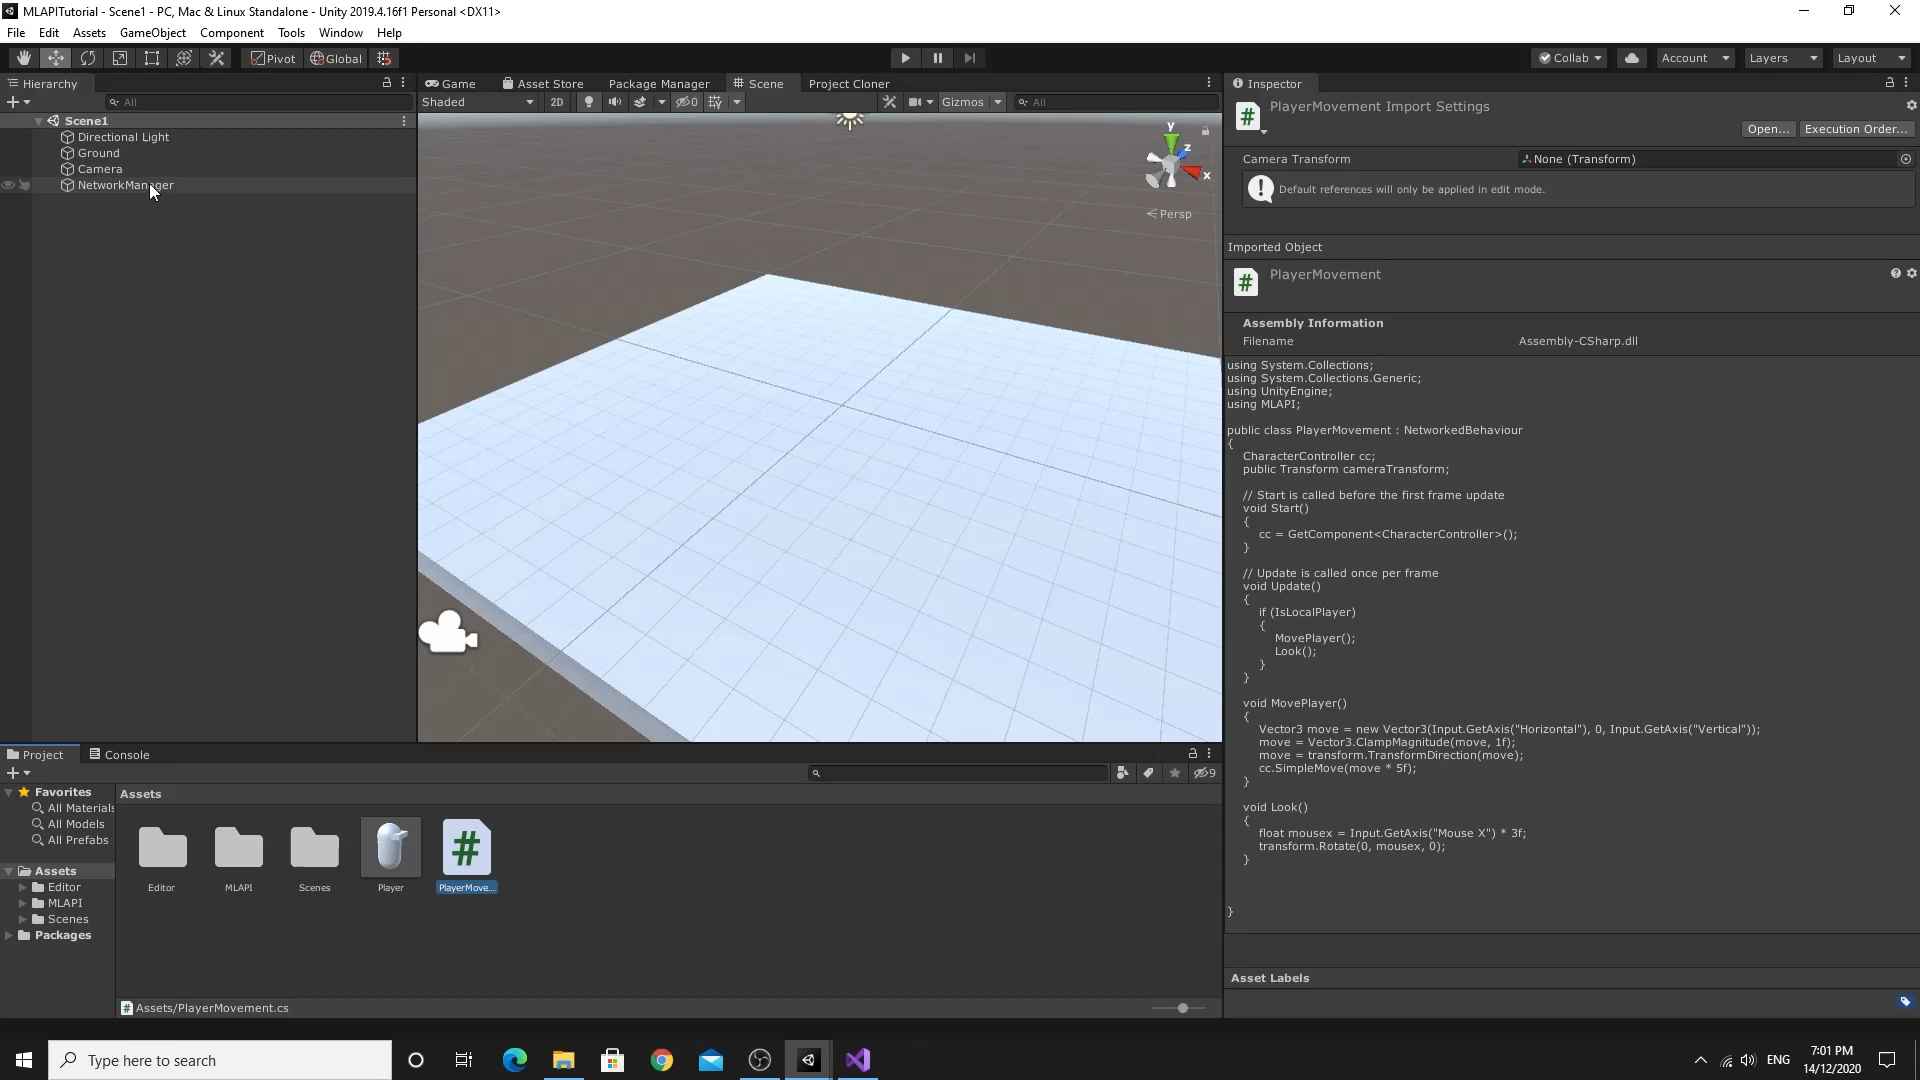 MLAPITutorial - Scene1 - PC, Mac & Linux Standalone - Unity 2019.4.16f1 Personal <DX11>
File Edit Assets GameObject Component Tools Window Help
Pivot Global Collab Account Layers Layout
Hierarchy
All
Scene1
Directional Light
Ground
Camera
NetworkManager
Game Asset Store Package Manager Scene Project Cloner
Shaded 2D 0 Gizmos All
y
z
x
Persp
Inspector
PlayerMovement Import Settings
Open... Execution Order...
Camera Transform None (Transform)
Default references will only be applied in edit mode.
Imported Object
PlayerMovement
Assembly Information
Filename Assembly-CSharp.dll
using System.Collections;
using System.Collections.Generic;
using UnityEngine;
using MLAPI;
public class PlayerMovement : NetworkedBehaviour
{
CharacterController cc;
public Transform cameraTransform;
// Start is called before the first frame update
void Start()
{
cc = GetComponent<CharacterController>();
}
// Update is called once per frame
void Update()
{
if (IsLocalPlayer)
{
MovePlayer();
Look();
}
}
void MovePlayer()
{
Vector3 move = new Vector3(Input.GetAxis("Horizontal"), 0, Input.GetAxis("Vertical"));
move = Vector3.ClampMagnitude(move, 1f);
move = transform.TransformDirection(move);
cc.SimpleMove(move * 5f);
}
void Look()
{
float mousex = Input.GetAxis("Mouse X") * 3f;
transform.Rotate(0, mousex, 0);
}
}
Asset Labels
Project Console
9
Favorites
All Materials
All Models
All Prefabs
Assets
Editor
MLAPI
Scenes
Packages
Assets
Editor MLAPI Scenes Player PlayerMove...
Assets/PlayerMovement.cs
Type here to search
ENG
7:01 PM
14/12/2020